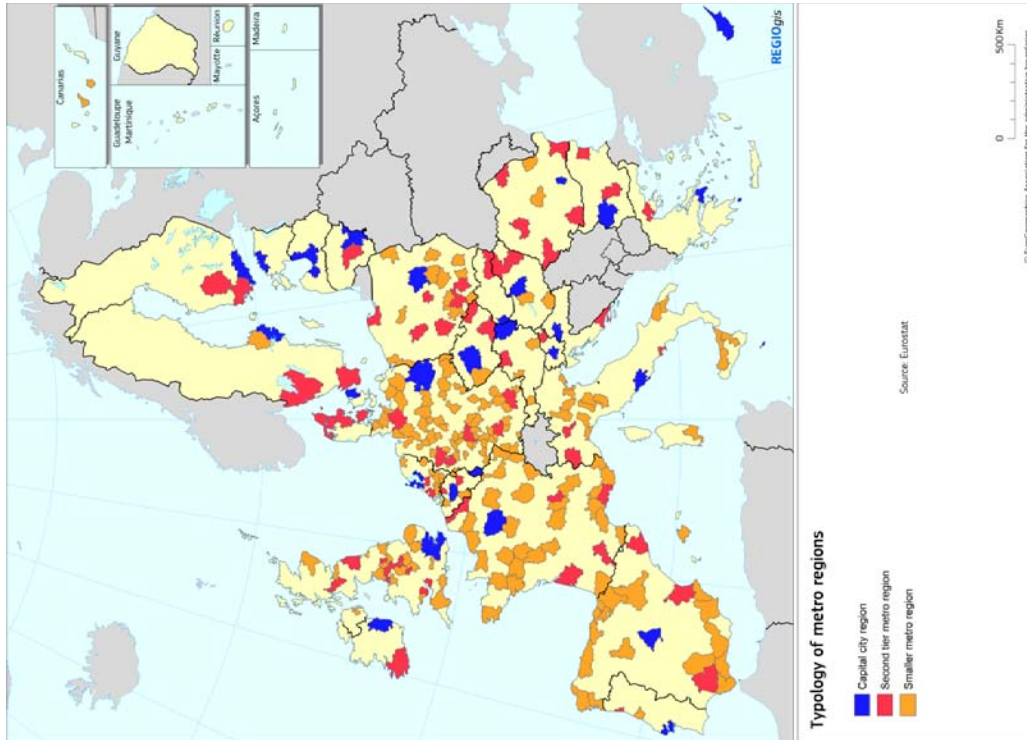 Canarias
Guadeloupe
Martinique
Guyane
Mayotte
Réunion
Açores
Madeira
REGIOgis
Typology of metro regions
Capital city region
Second tier metro region
Smaller metro region
Source: Eurostat
0
500 Km